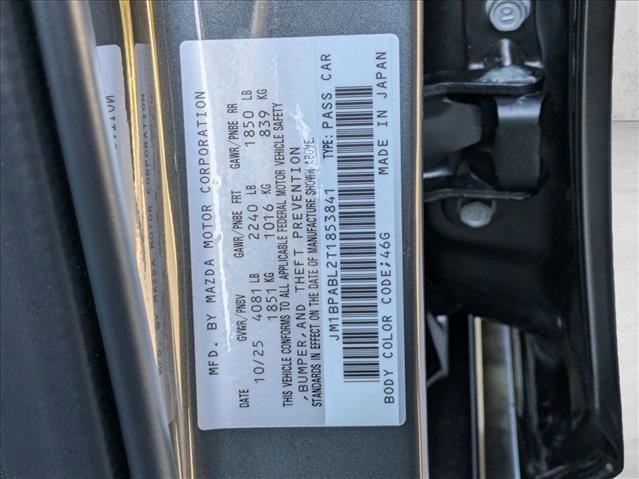 MFD. BY MAZDA MOTOR CORPORATION
DATE GVWR/PNBV GAWR/PNBE FRT GAWR/PNBE RR
10/25 4081 LB 2240 LB 1850 LB
1851 KG 1016 KG 839 KG
THIS VEHICLE CONFORMS TO ALL APPLICABLE FEDERAL MOTOR VEHICLE SAFETY
,BUMPER,AND THEFT PREVENTION
STANDARDS IN EFFECT ON THE DATE OF MANUFACTURE SHOWN ABOVE.
JM1BPABL2T1853841 TYPE: PASS CAR
BODY COLOR CODE;46G MADE IN JAPAN